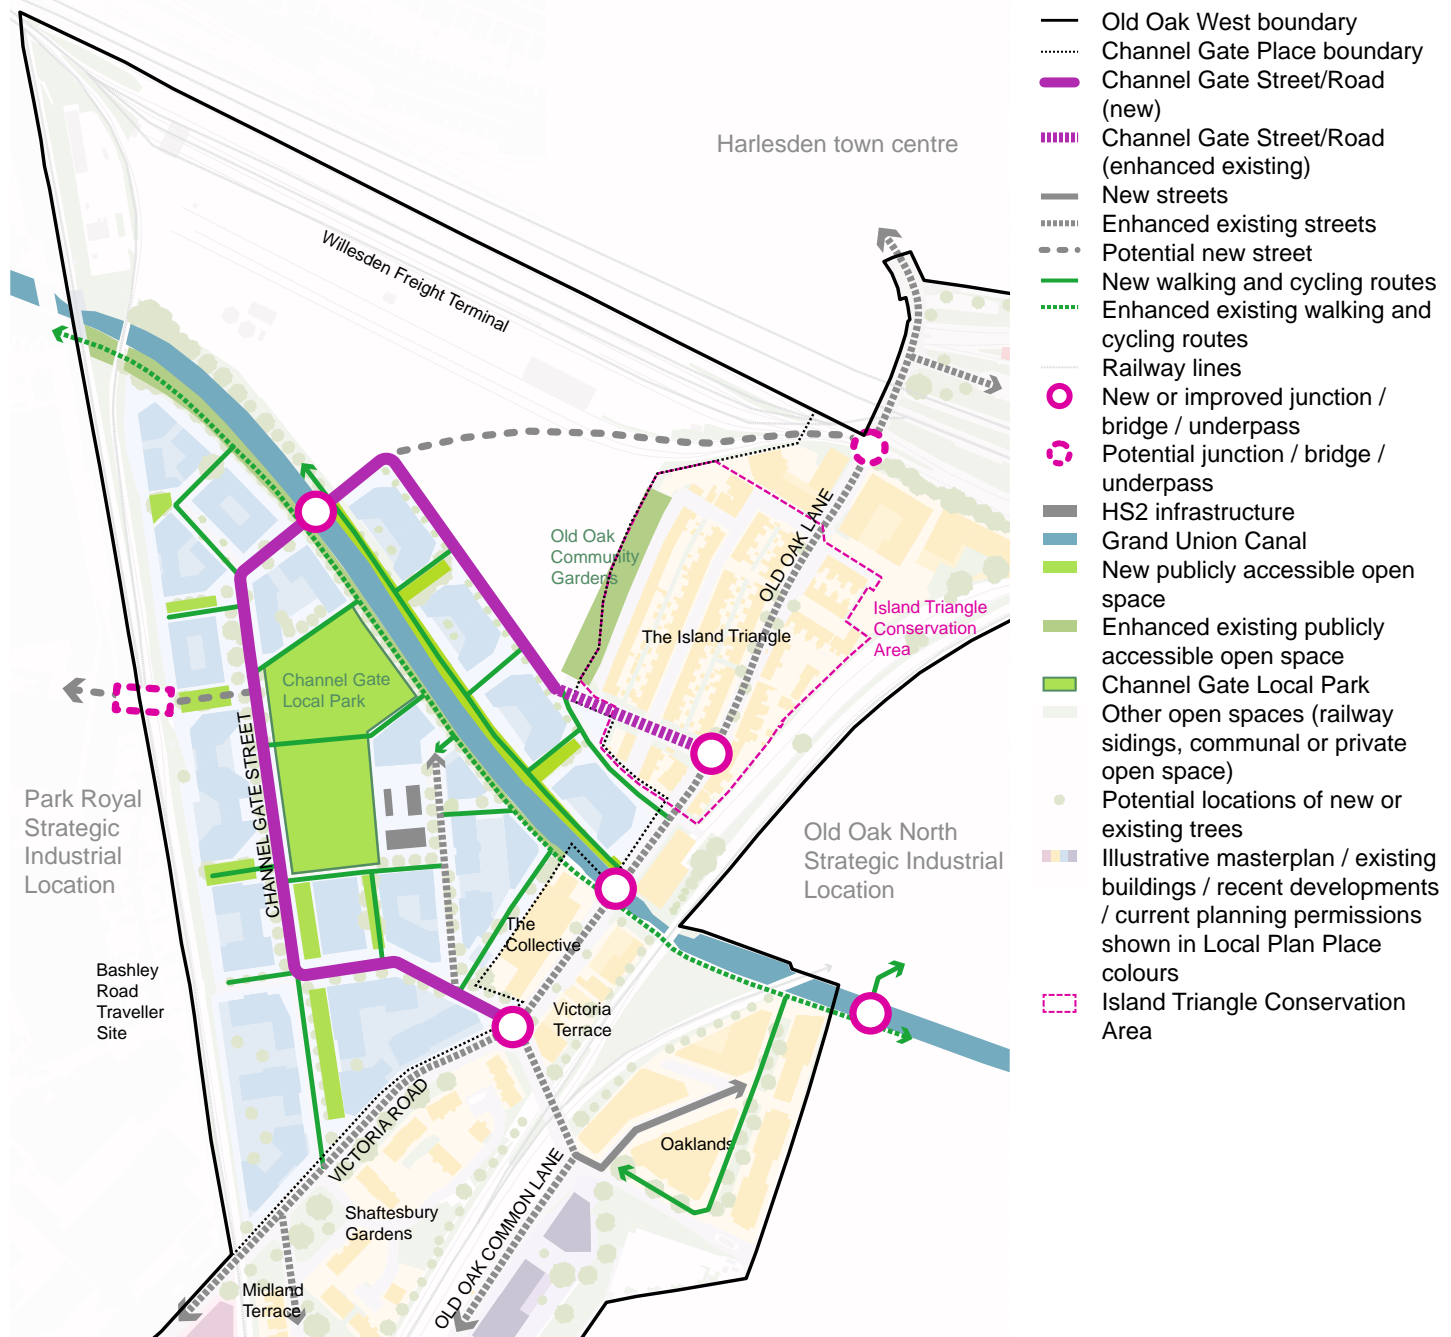 Old Oak West boundary
Channel Gate Place boundary
Channel Gate Street/Road
(new)
Channel Gate Street/Road
(enhanced existing)
New streets
Enhanced existing streets
Potential new street
New walking and cycling routes
Enhanced existing walking and
cycling routes
Railway lines
New or improved junction /
bridge / underpass
Potential junction / bridge /
underpass
HS2 infrastructure
Grand Union Canal
New publicly accessible open
space
Enhanced existing publicly
accessible open space
Channel Gate Local Park
Other open spaces (railway
sidings, communal or private
open space)
Potential locations of new or
existing trees
Illustrative masterplan / existing
buildings / recent developments
/ current planning permissions
shown in Local Plan Place
colours
Island Triangle Conservation
Area
Harlesden town centre
Willesden Freight Terminal
Old Oak
Community
Gardens
OLD OAK LANE
The Island Triangle
Island Triangle
Conservation
Area
Channel Gate
Local Park
CHANNEL GATE STREET
Park Royal
Strategic
Industrial
Location
Old Oak North
Strategic Industrial
Location
The
Collective
Bashley
Road
Traveller
Site
Victoria
Terrace
VICTORIA ROAD
Oaklands
Shaftesbury
Gardens
OLD OAK COMMON LANE
Midland
Terrace